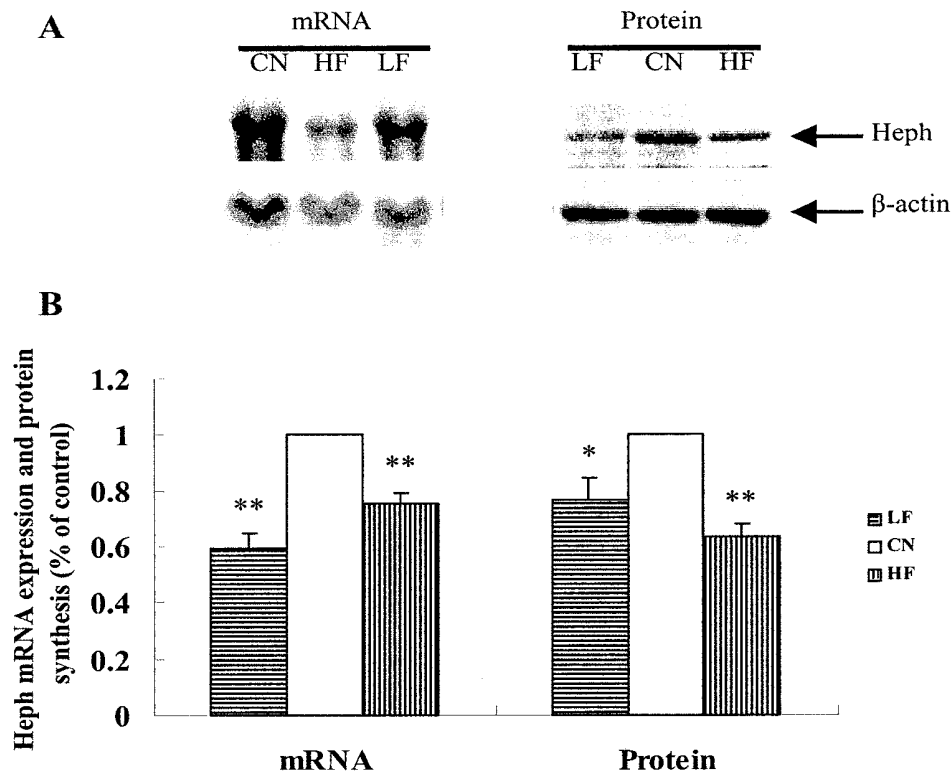 A
mRNA
Protein
CN HF LF
LF CN HF
Heph
β-actin
B
Heph mRNA expression and protein
synthesis (% of control)
1.2
1
0.8
0.6
0.4
0.2
0
**
**
*
**
LF
CN
HF
mRNA
Protein